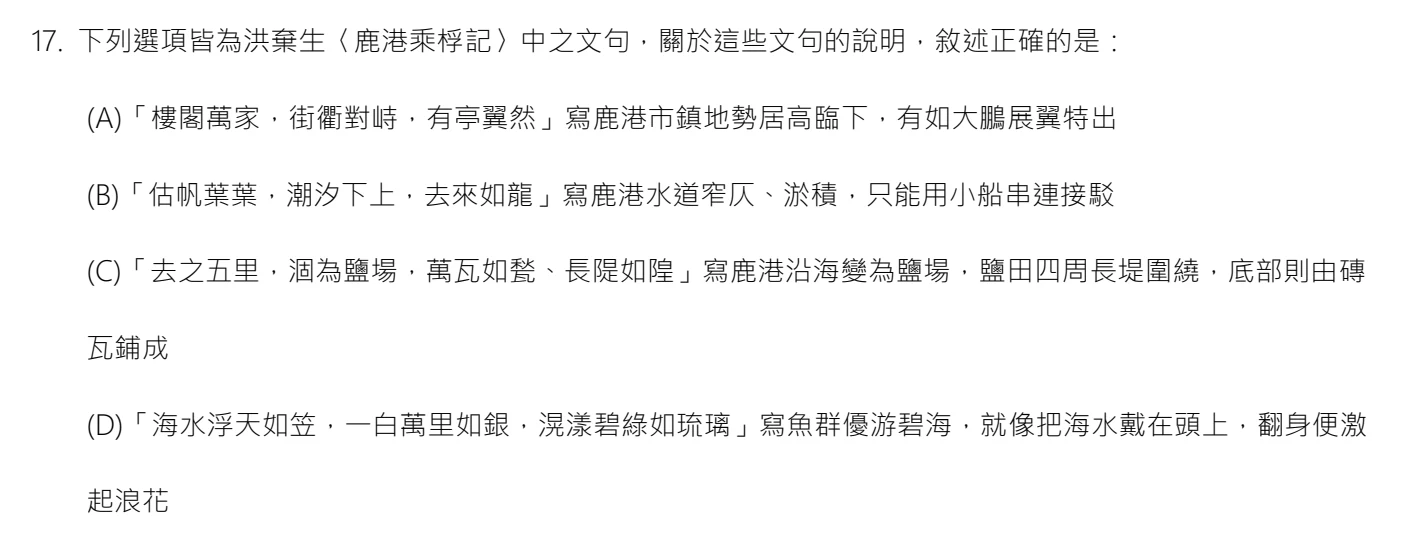 17. 下列選項皆為洪棄生〈鹿港乘桴記〉中之文句，關於這些文句的說明，敘述正確的是：
(A)「樓閣萬家，街衢對峙，有亭翼然」寫鹿港市鎮地勢居高臨下，有如大鵬展翼特出
(B)「估帆葉葉，潮汐下上，去來如龍」寫鹿港水道窄仄、淤積，只能用小船串連接駁
(C)「去之五里，涸為鹽場，萬瓦如甃、長隄如隍」寫鹿港沿海變為鹽場，鹽田四周長堤圍繞，底部則由磚
瓦鋪成
(D)「海水浮天如笠，一白萬里如銀，滉漾碧綠如琉璃」寫魚群優游碧海，就像把海水戴在頭上，翻身便激
起浪花